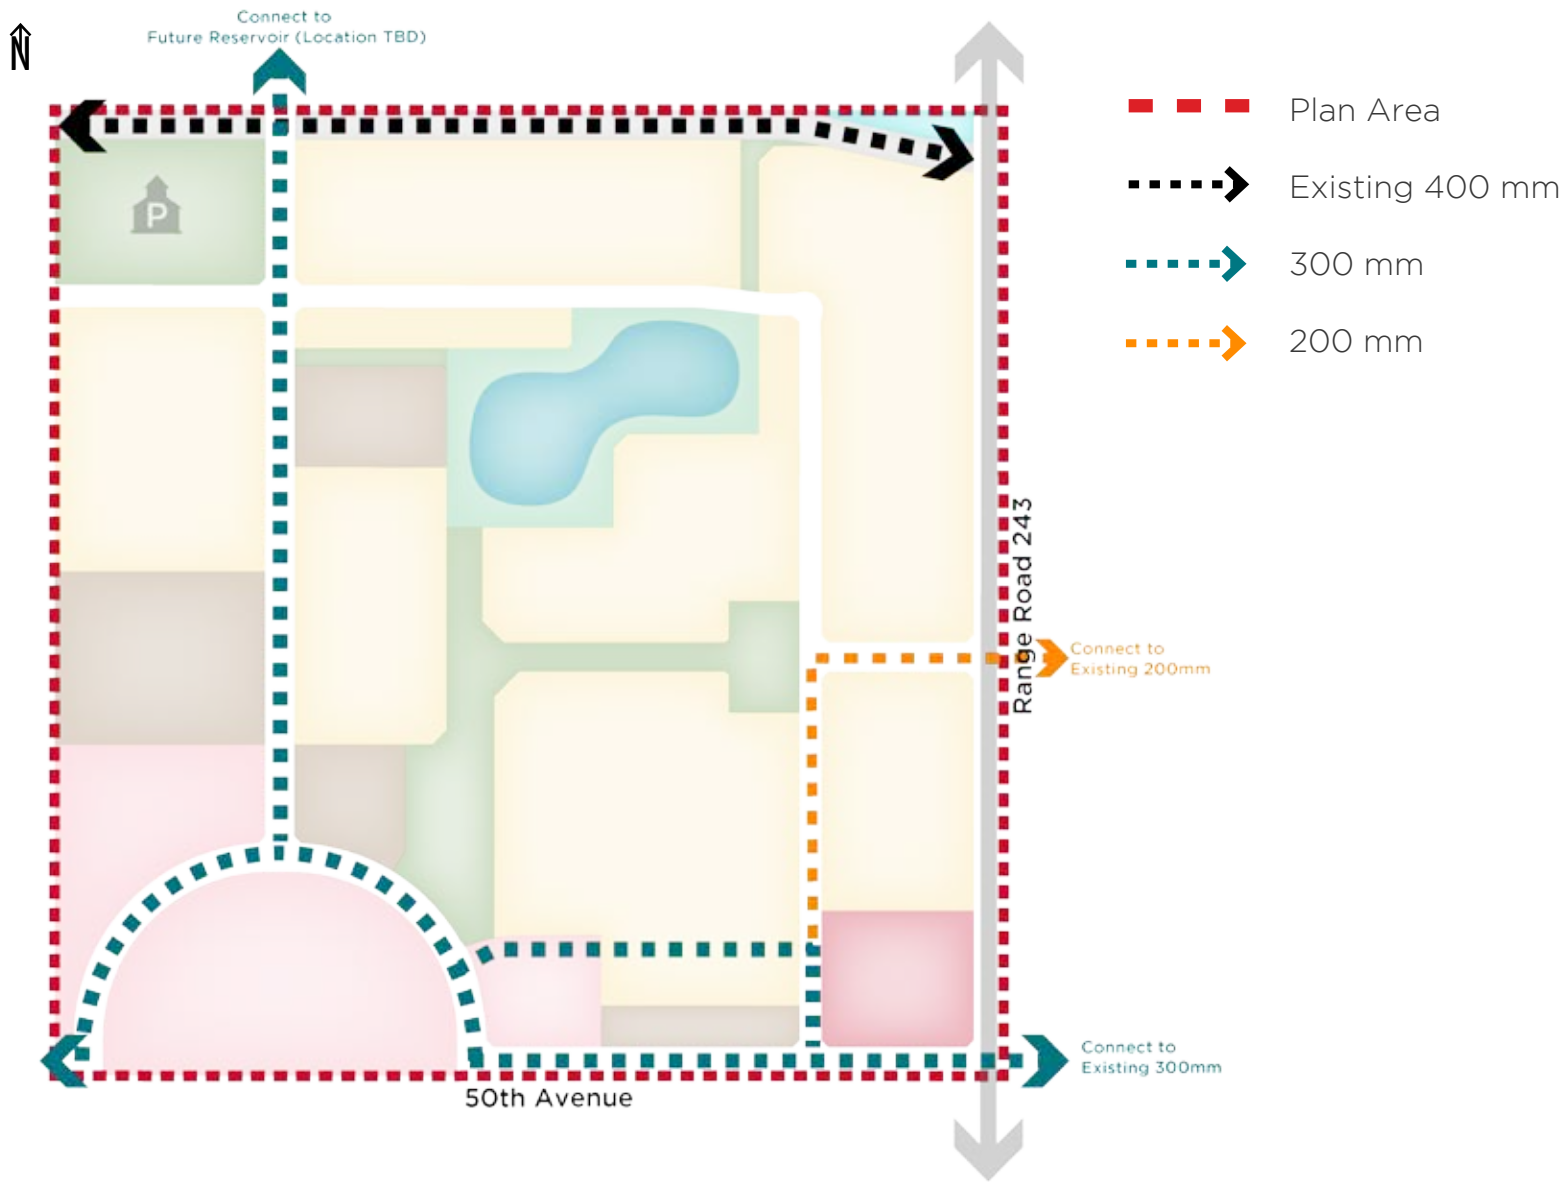 Connect to
Future Reservoir (Location TBD)
N
Plan Area
Existing 400 mm
300 mm
200 mm
P
Range Road 243
Connect to
Existing 200mm
Connect to
Existing 300mm
50th Avenue